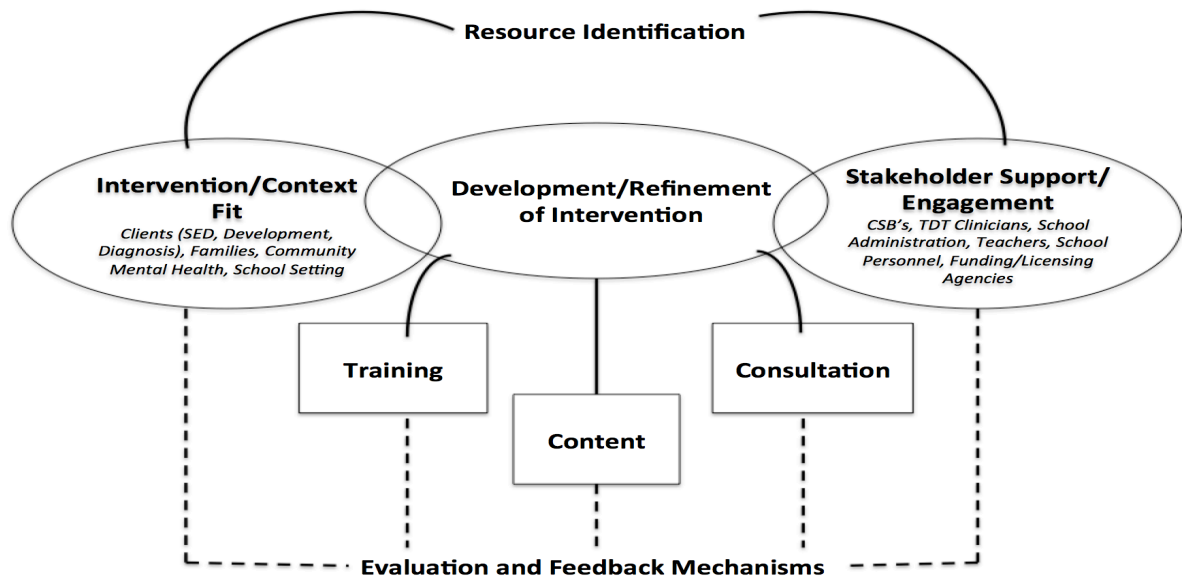 Resource Identification
Intervention/Context
Fit
Clients (SED, Development,
Diagnosis), Families, Community
Mental Health, School Setting
Development/Refinement
of Intervention
Stakeholder Support/
Engagement
CSB's, TDT Clinicians, School
Administration, Teachers, School
Personnel, Funding/Licensing
Agencies
Training
Content
Consultation
Evaluation and Feedback Mechanisms